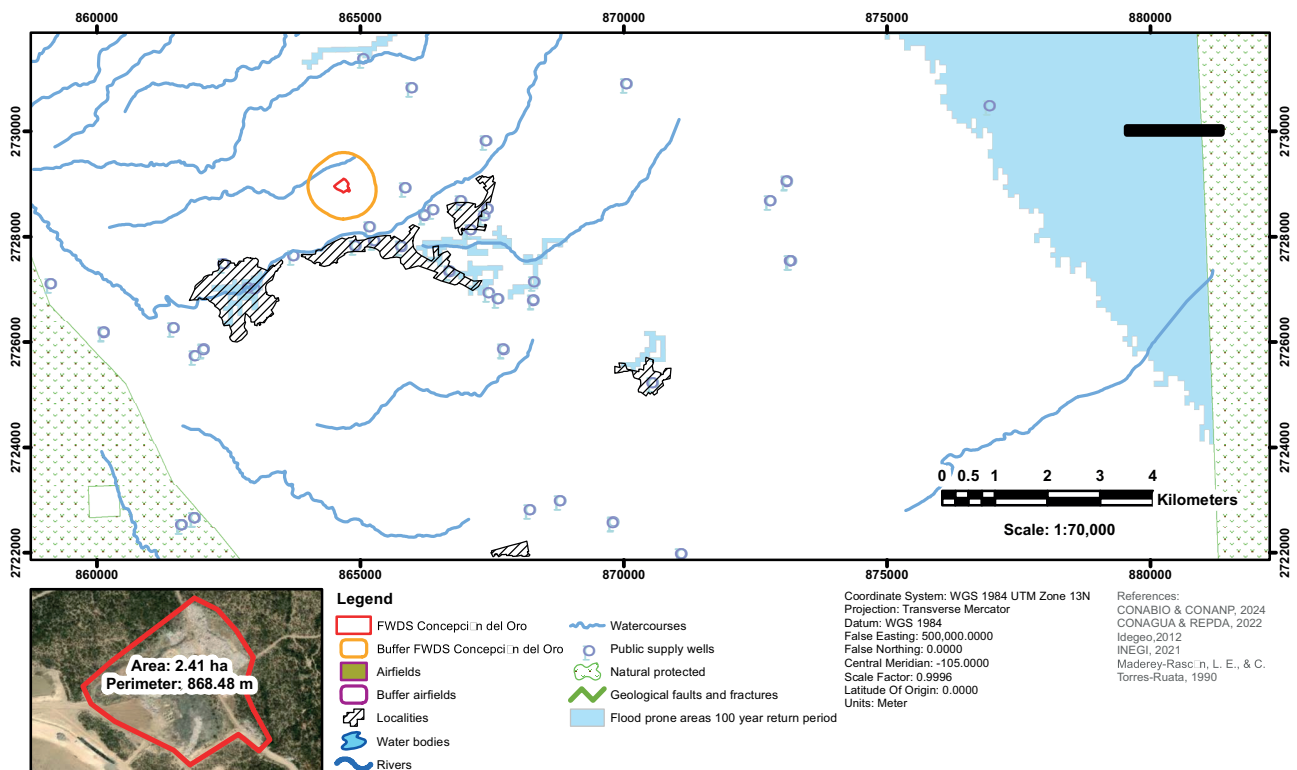 860000 865000 870000 875000 880000
2730000 2730000
2728000 2728000
2726000 2726000
2724000 2724000
2722000 2722000
0 0.5 1 2 3 4
Kilometers
Scale: 1:70,000
860000 865000 870000 875000 880000
Area: 2.41 ha
Perimeter: 868.48 m
Legend
FWDS Concepci□n del Oro
Buffer FWDS Concepci□n del Oro
Airfields
Buffer airfields
Localities
Water bodies
Rivers
Watercourses
Public supply wells
Natural protected
Geological faults and fractures
Flood prone areas 100 year return period
Coordinate System: WGS 1984 UTM Zone 13N
Projection: Transverse Mercator
Datum: WGS 1984
False Easting: 500,000.0000
False Northing: 0.0000
Central Meridian: -105.0000
Scale Factor: 0.9996
Latitude Of Origin: 0.0000
Units: Meter
References:
CONABIO & CONANP, 2024
CONAGUA & REPDA, 2022
Idegeo,2012
INEGI, 2021
Maderey-Rasc□n, L. E., & C.
Torres-Ruata, 1990